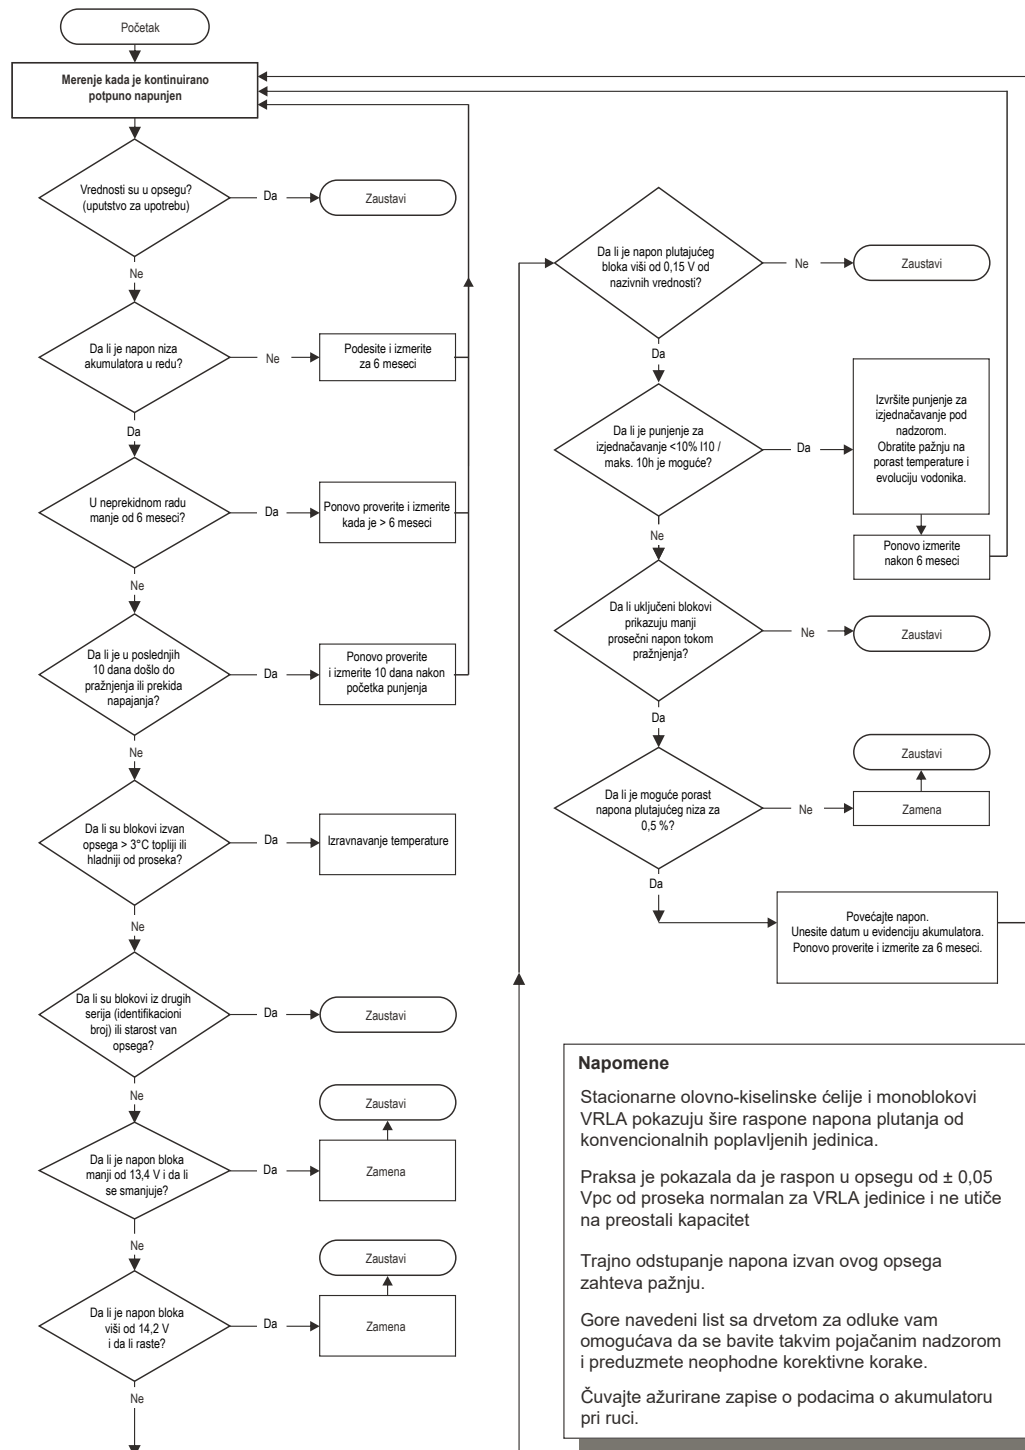 Početak
Merenje kada je kontinuirano
potpuno napunjen
Vrednosti su u opsegu?
(uputstvo za upotrebu)
Da
Zaustavi
Ne
Da li je napon niza
akumulatora u redu?
Ne
Podesite i izmerite
za 6 meseci
Da
U neprekidnom radu
manje od 6 meseci?
Da
Ponovo proverite i izmerite
kada je > 6 meseci
Ne
Da li je u poslednjih
10 dana došlo do
pražnjenja ili prekida
napajanja?
Da
Ponovo proverite
i izmerite 10 dana nakon
početka punjenja
Ne
Da li su blokovi izvan
opsega > 3°C topliji ili
hladniji od proseka?
Da
Izravnavanje temperature
Ne
Da li su blokovi iz drugih
serija (identifikacioni
broj) ili starost van
opsega?
Da
Zaustavi
Ne
Da li je napon bloka
manji od 13,4 V i da li
se smanjuje?
Da
Zamena
Zaustavi
Ne
Da li je napon bloka
viši od 14,2 V
i da li raste?
Da
Zamena
Zaustavi
Ne
Da li je napon plutajućeg
bloka viši od 0,15 V od
nazivnih vrednosti?
Ne
Zaustavi
Da
Da li je punjenje za
izjednačavanje <10% I10 /
maks. 10h je moguće?
Da
Izvršite punjenje za
izjednačavanje pod
nadzorom.
Obratite pažnju na
porast temperature i
evoluciju vodonika.
Ponovo izmerite
nakon 6 meseci
Ne
Da li uključeni blokovi
prikazuju manji
prosečni napon tokom
pražnjenja?
Ne
Zaustavi
Da
Da li je moguće porast
napona plutajućeg niza za
0,5 %?
Ne
Zamena
Zaustavi
Da
Povećajte napon.
Unesite datum u evidenciju akumulatora.
Ponovo proverite i izmerite za 6 meseci.
Napomene
Stacionarne olovno-kiselinske ćelije i monoblokovi
VRLA pokazuju šire raspone napona plutanja od
konvencionalnih poplavljenih jedinica.
Praksa je pokazala da je raspon u opsegu od ± 0,05
Vpc od proseka normalan za VRLA jedinice i ne utiče
na preostali kapacitet
Trajno odstupanje napona izvan ovog opsega
zahteva pažnju.
Gore navedeni list sa drvetom za odluke vam
omogućava da se bavite takvim pojačanim nadzorom
i preduzmete neophodne korektivne korake.
Čuvajte ažurirane zapise o podacima o akumulatoru
pri ruci.